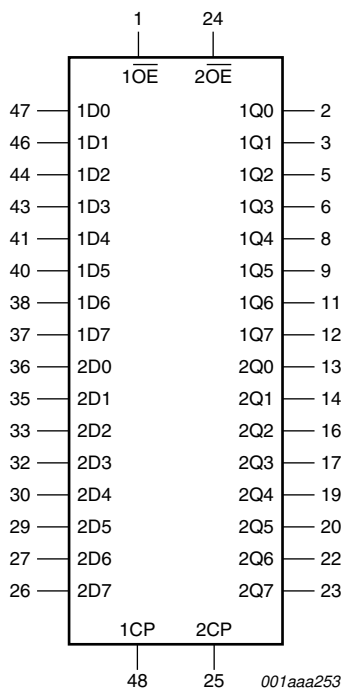 1 24
1O̅E̅ 2O̅E̅
47 1D0 1Q0 2
46 1D1 1Q1 3
44 1D2 1Q2 5
43 1D3 1Q3 6
41 1D4 1Q4 8
40 1D5 1Q5 9
38 1D6 1Q6 11
37 1D7 1Q7 12
36 2D0 2Q0 13
35 2D1 2Q1 14
33 2D2 2Q2 16
32 2D3 2Q3 17
30 2D4 2Q4 19
29 2D5 2Q5 20
27 2D6 2Q6 22
26 2D7 2Q7 23
1CP 2CP
48 25 001aaa253